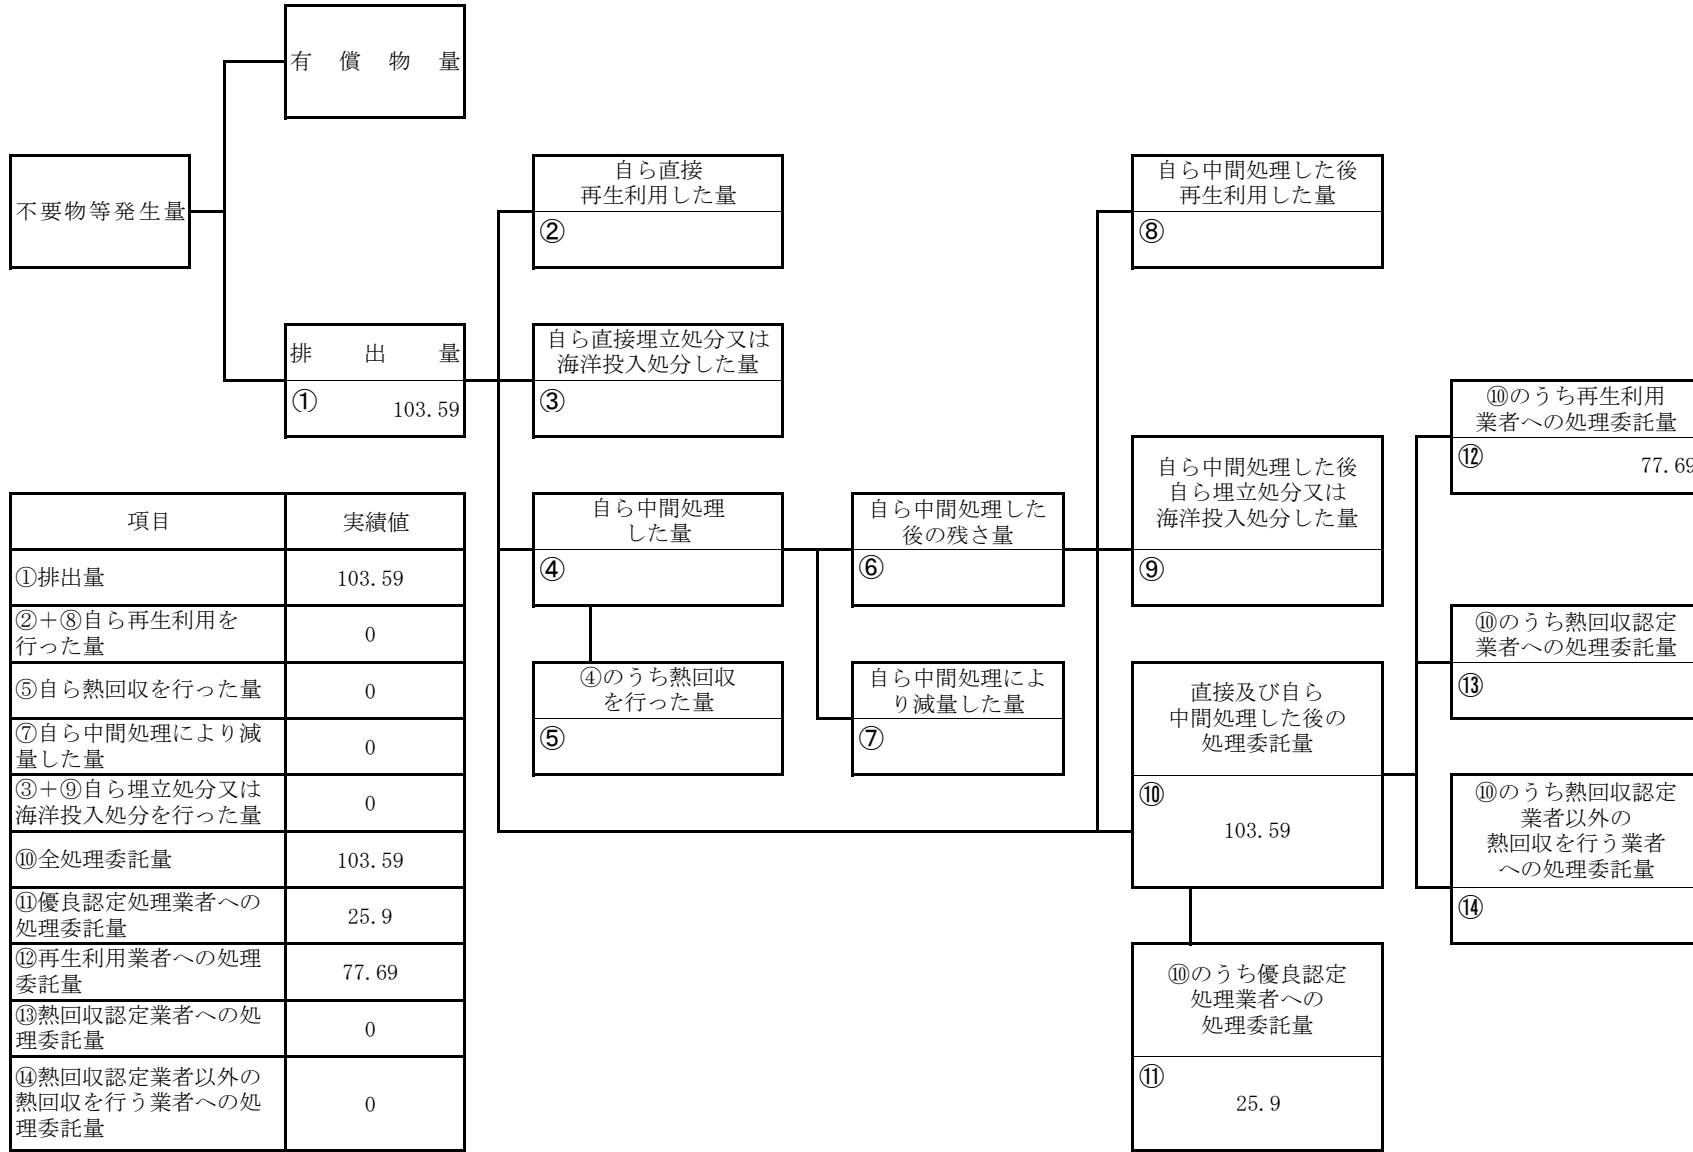 有償物量
不要物等発生量
排出量
① 103.59
自ら直接
再生利用した量
②
自ら直接埋立処分又は
海洋投入処分した量
③
自ら中間処理
した量
④
④のうち熱回収
を行った量
⑤
自ら中間処理した
後の残さ量
⑥
自ら中間処理によ
り減量した量
⑦
自ら中間処理した後
再生利用した量
⑧
自ら中間処理した後
自ら埋立処分又は
海洋投入処分した量
⑨
直接及び自ら
中間処理した後の
処理委託量
⑩
103.59
⑩のうち優良認定
処理業者への
処理委託量
⑪
25.9
⑩のうち再生利用
業者への処理委託量
⑫ 77.69
⑩のうち熱回収認定
業者への処理委託量
⑬
⑩のうち熱回収認定
業者以外の
熱回収を行う業者
への処理委託量
⑭
項目 実績値
①排出量 103.59
②＋⑧自ら再生利用を
行った量 0
⑤自ら熱回収を行った量 0
⑦自ら中間処理により減
量した量 0
③＋⑨自ら埋立処分又は
海洋投入処分を行った量 0
⑩全処理委託量 103.59
⑪優良認定処理業者への
処理委託量 25.9
⑫再生利用業者への処理
委託量 77.69
⑬熱回収認定業者への処
理委託量 0
⑭熱回収認定業者以外の
熱回収を行う業者への処
理委託量 0